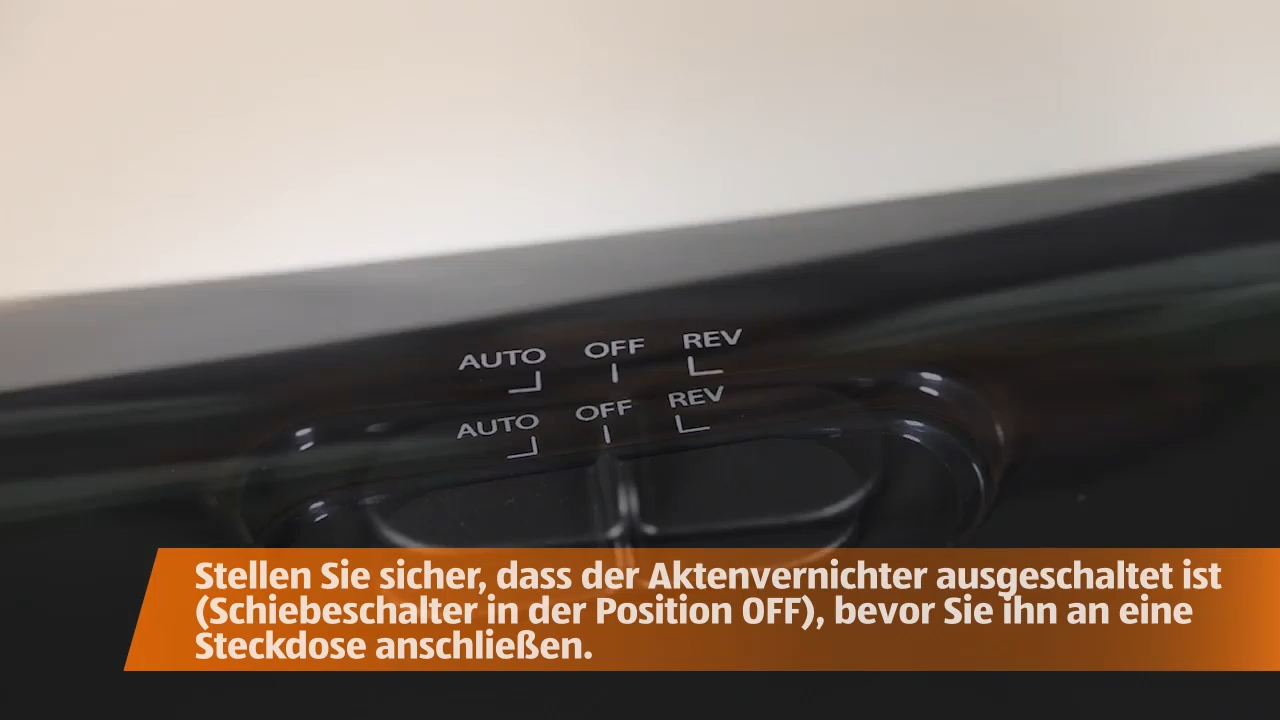 AUTO OFF REV
AUTO OFF REV
Stellen Sie sicher, dass der Aktenvernichter ausgeschaltet ist
(Schiebeschalter in der Position OFF), bevor Sie ihn an eine
Steckdose anschließen.